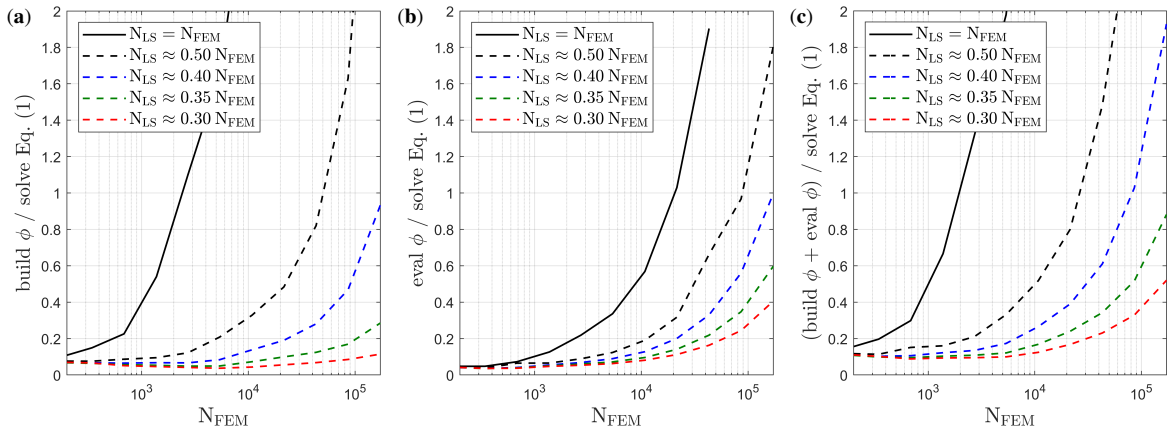 (a)
build ϕ / solve Eq. (1)
2
1.8
1.6
1.4
1.2
1
0.8
0.6
0.4
0.2
0
N_LS = N_FEM
N_LS ≈ 0.50 N_FEM
N_LS ≈ 0.40 N_FEM
N_LS ≈ 0.35 N_FEM
N_LS ≈ 0.30 N_FEM
10^3 10^4 10^5
N_FEM
(b)
eval ϕ / solve Eq. (1)
2
1.8
1.6
1.4
1.2
1
0.8
0.6
0.4
0.2
0
N_LS = N_FEM
N_LS ≈ 0.50 N_FEM
N_LS ≈ 0.40 N_FEM
N_LS ≈ 0.35 N_FEM
N_LS ≈ 0.30 N_FEM
10^3 10^4 10^5
N_FEM
(c)
(build ϕ + eval ϕ) / solve Eq. (1)
2
1.8
1.6
1.4
1.2
1
0.8
0.6
0.4
0.2
0
N_LS = N_FEM
N_LS ≈ 0.50 N_FEM
N_LS ≈ 0.40 N_FEM
N_LS ≈ 0.35 N_FEM
N_LS ≈ 0.30 N_FEM
10^3 10^4 10^5
N_FEM